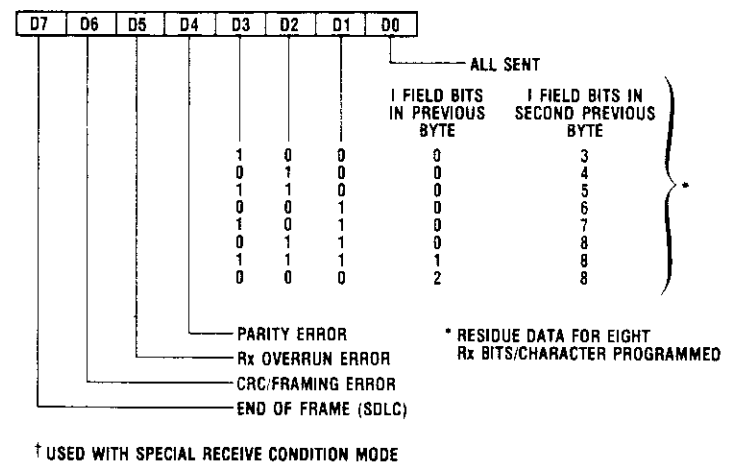 D7 D6 D5 D4 D3 D2 D1 D0
ALL SENT
I FIELD BITS IN PREVIOUS BYTE
I FIELD BITS IN SECOND PREVIOUS BYTE
1 0 0 0 3
0 1 0 0 4
1 1 0 0 5
0 0 1 0 6
1 0 1 0 7
0 1 1 0 8
1 1 1 1 8
0 0 0 2 8
*
PARITY ERROR
Rx OVERRUN ERROR
CRC/FRAMING ERROR
END OF FRAME (SDLC)
* RESIDUE DATA FOR EIGHT
Rx BITS/CHARACTER PROGRAMMED
† USED WITH SPECIAL RECEIVE CONDITION MODE